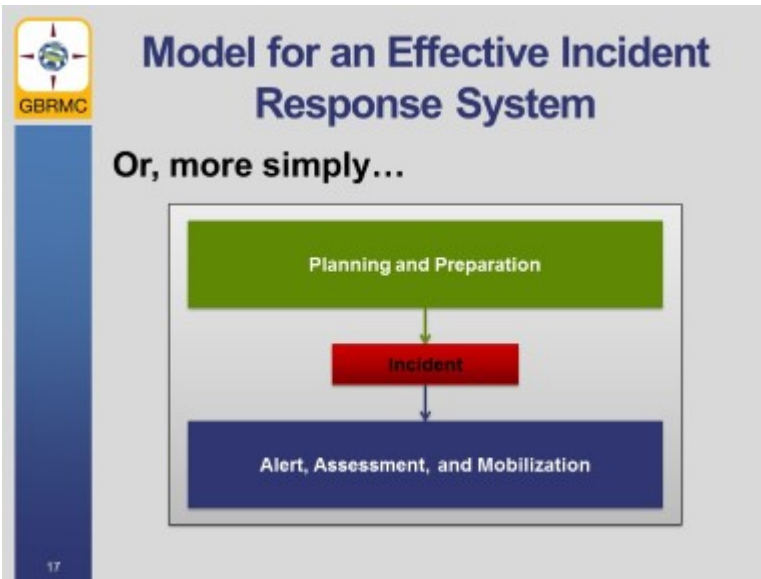 GBRMC
Model for an Effective Incident
Response System
Or, more simply…
Planning and Preparation
Incident
Alert, Assessment, and Mobilization
17